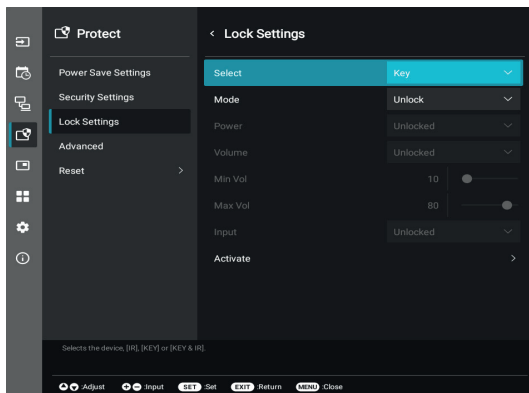 Protect
Power Save Settings
Security Settings
Lock Settings
Advanced
Reset >
< Lock Settings
Select Key
Mode Unlock
Power Unlocked
Volume Unlocked
Min Vol 10
Max Vol 80
Input Unlocked
Activate >
Selects the device, [IR], [KEY] or [KEY & IR].
:Adjust :Input SET :Set EXIT :Return MENU :Close